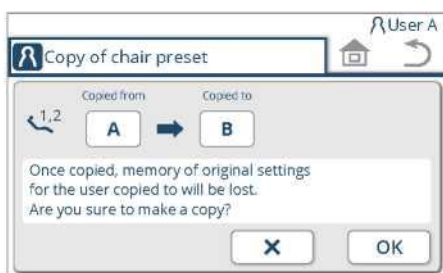 User A
Copy of chair preset
Copied from Copied to
1,2 A B
Once copied, memory of original settings
for the user copied to will be lost.
Are you sure to make a copy?
OK